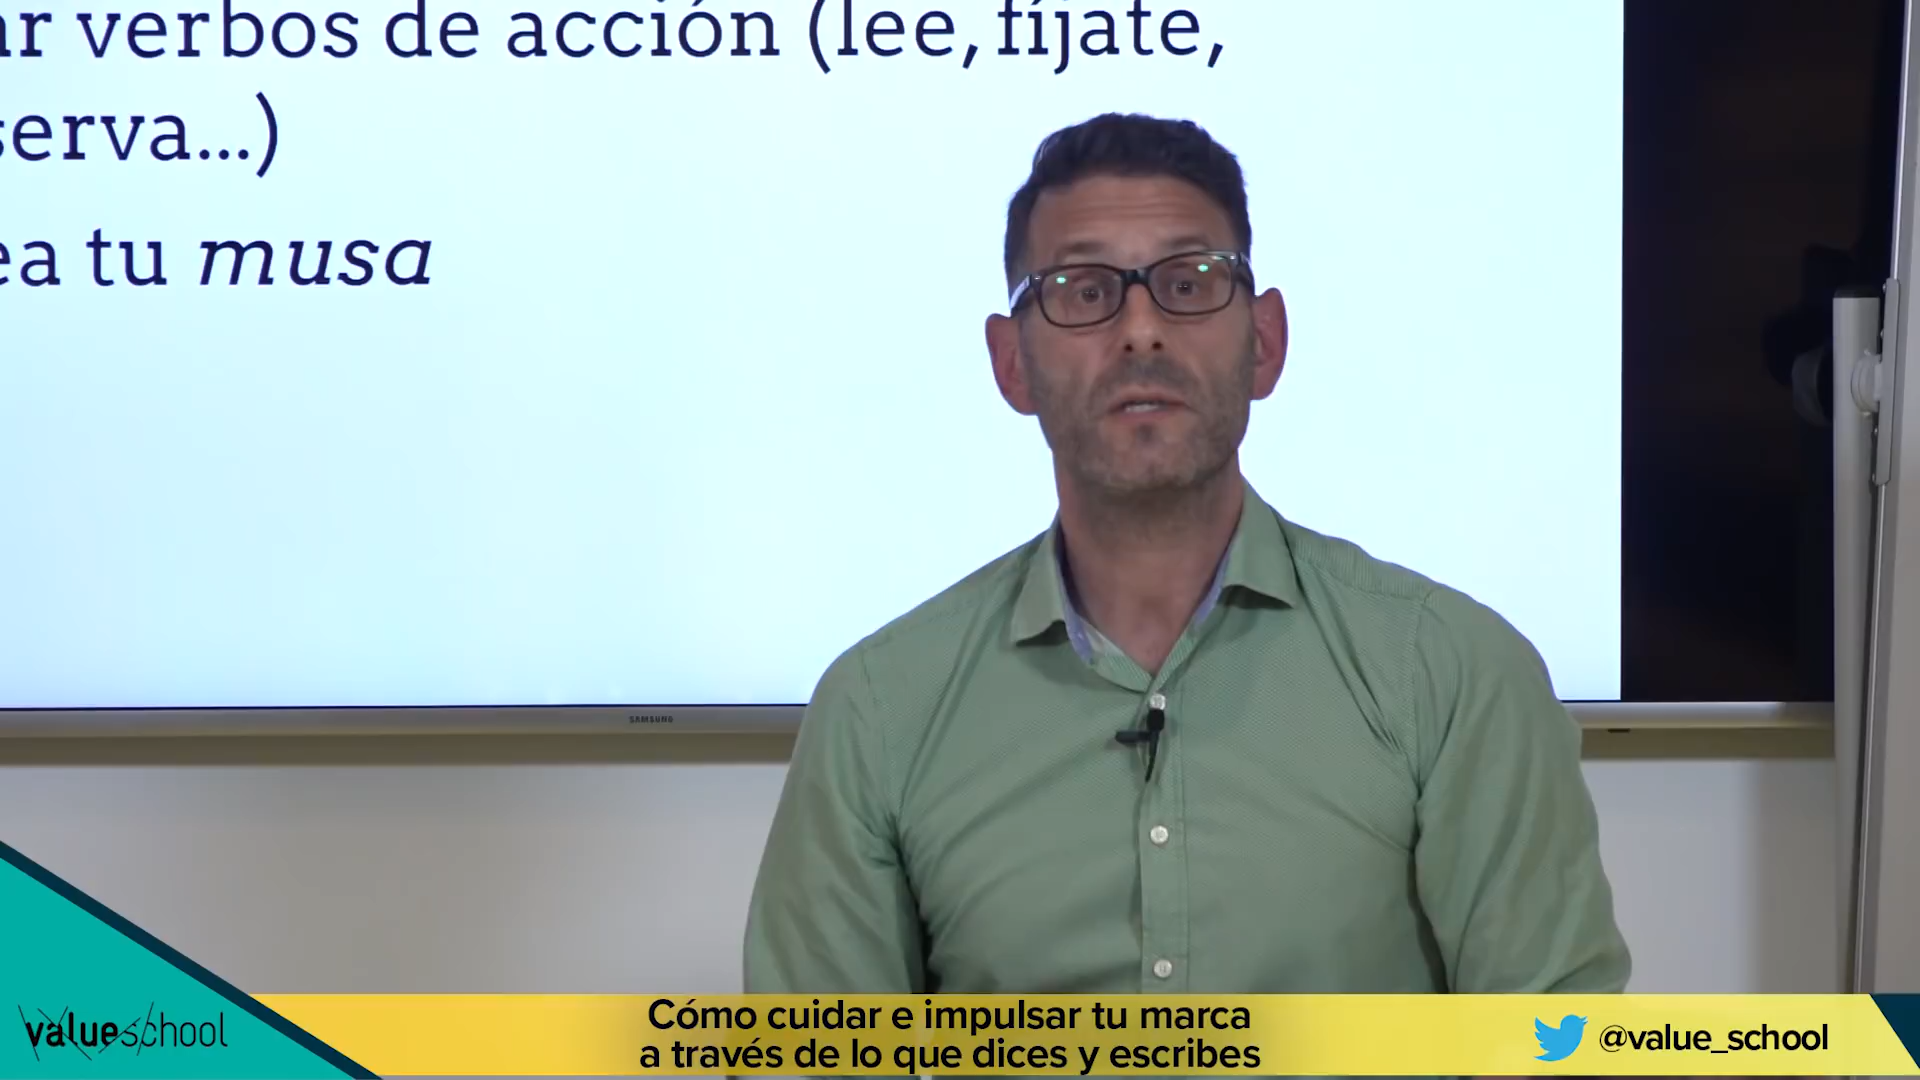 ar verbos de acción (lee, fíjate,
serva...)
ea tu musa
SAMSUNG
valueschool
Cómo cuidar e impulsar tu marca
a través de lo que dices y escribes
@value_school